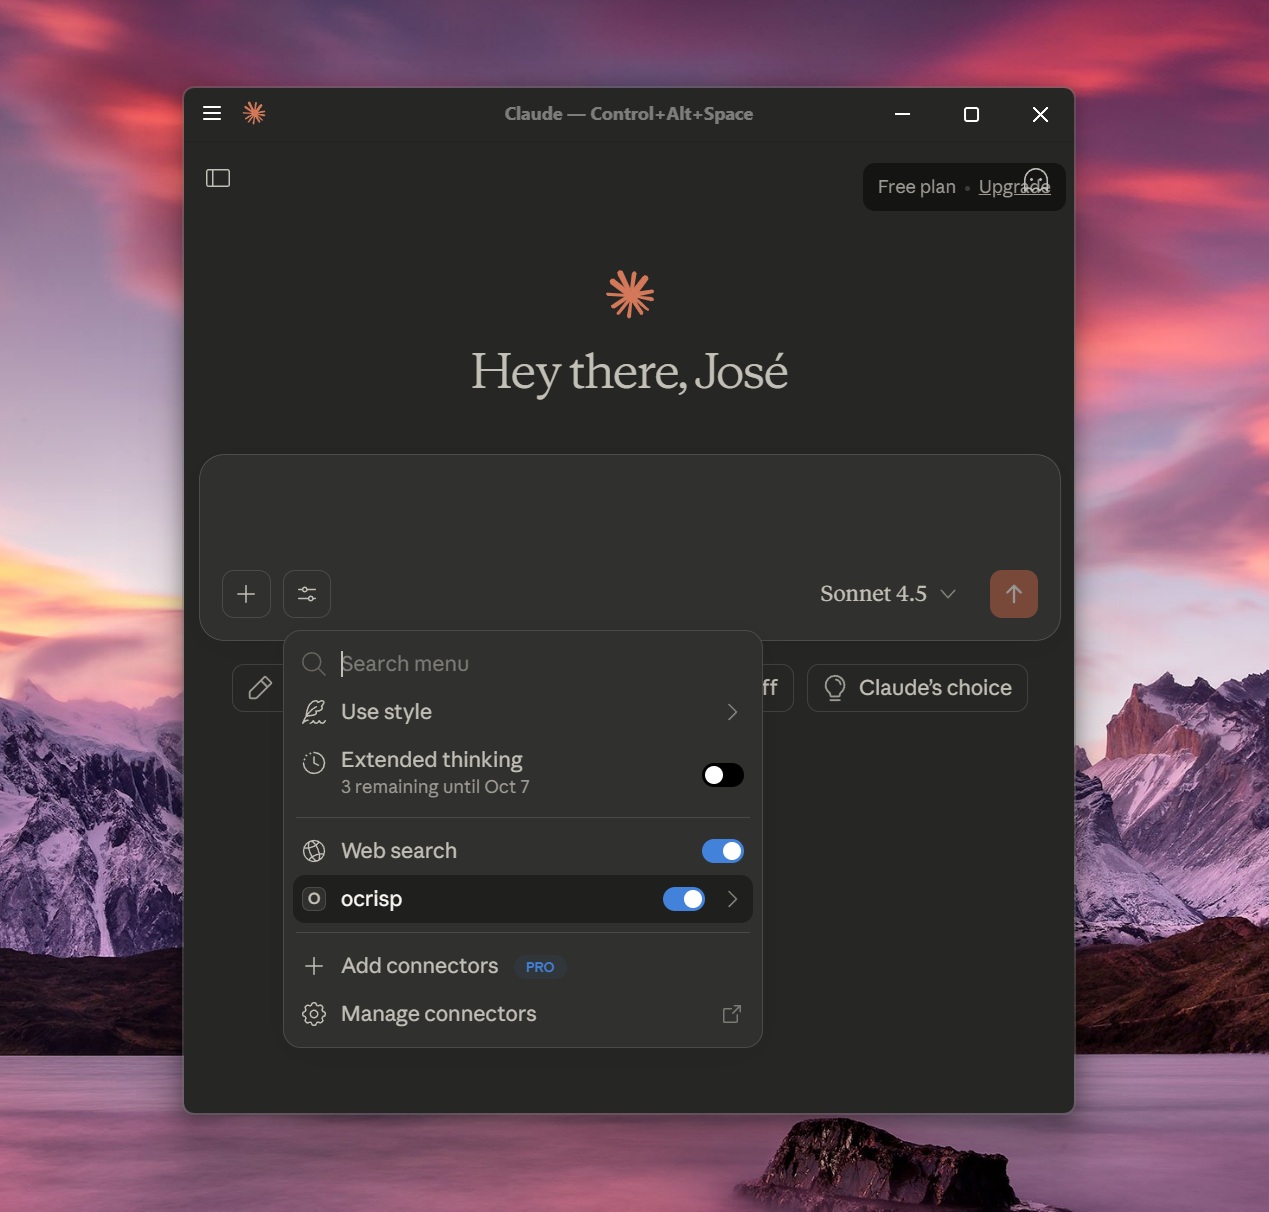 Claude — Control+Alt+Space
Free plan • Upgrade
Hey there, José
Sonnet 4.5
Search menu
ff
Claude's choice
Use style
Extended thinking
3 remaining until Oct 7
Web search
O ocrisp
Add connectors PRO
Manage connectors